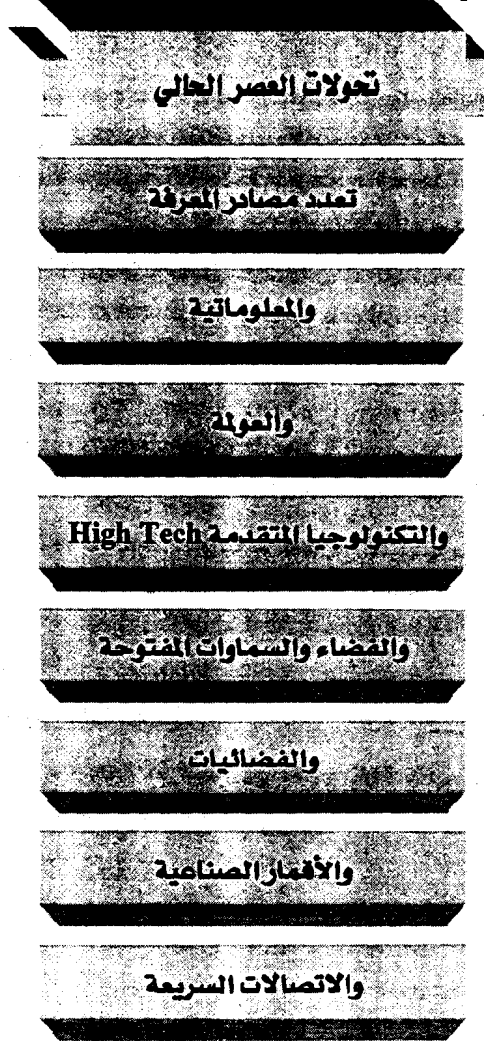 تحولات العصر الحالي
تعدد مصادر المعرفة
والمعلوماتية
والعولمة
والتكنولوجيا المتقدمة High Tech
والفضاء والسماوات المفتوحة
والفضائيات
والأقمار الصناعية
والاتصالات السريعة